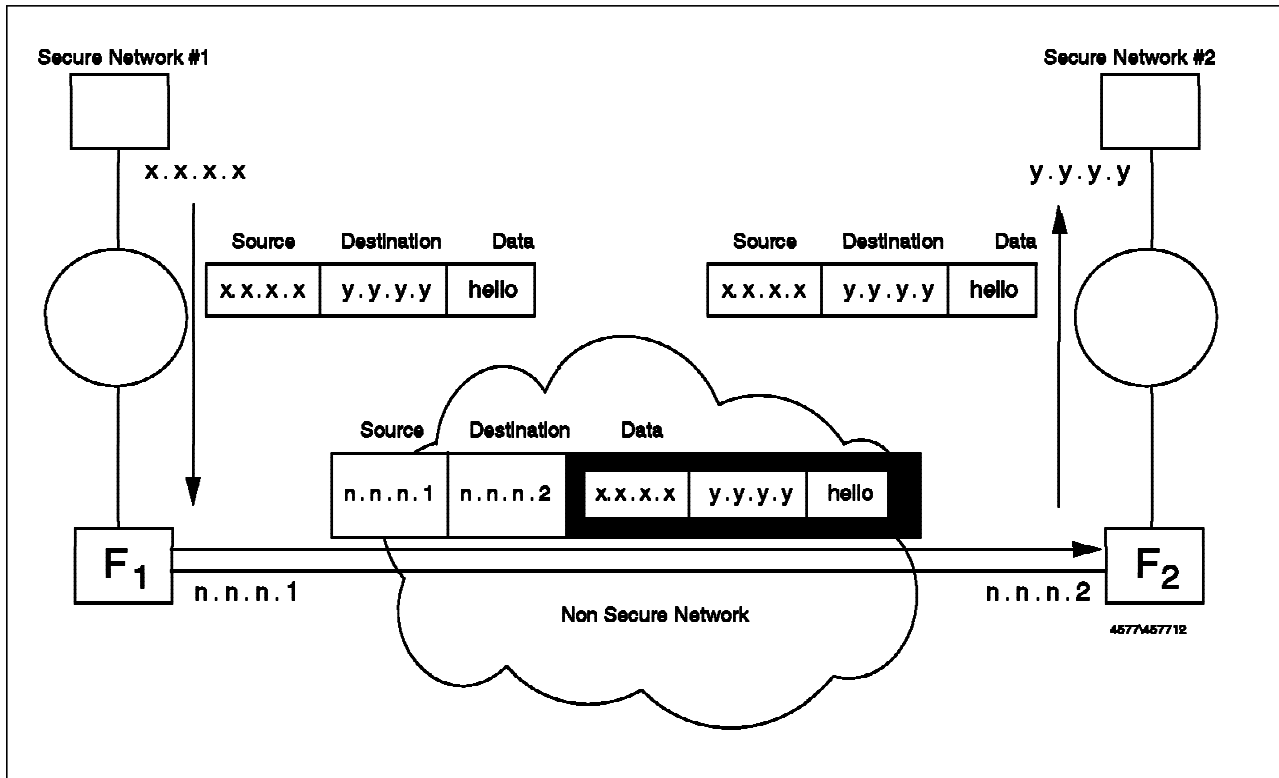 Secure Network #1
Secure Network #2
x.x.x.x
y.y.y.y
Source Destination Data
x.x.x.x y.y.y.y hello
Source Destination Data
x.x.x.x y.y.y.y hello
Source Destination Data
n.n.n.1 n.n.n.2 x.x.x.x y.y.y.y hello
F1
F2
n.n.n.1
n.n.n.2
Non Secure Network
4577\457712